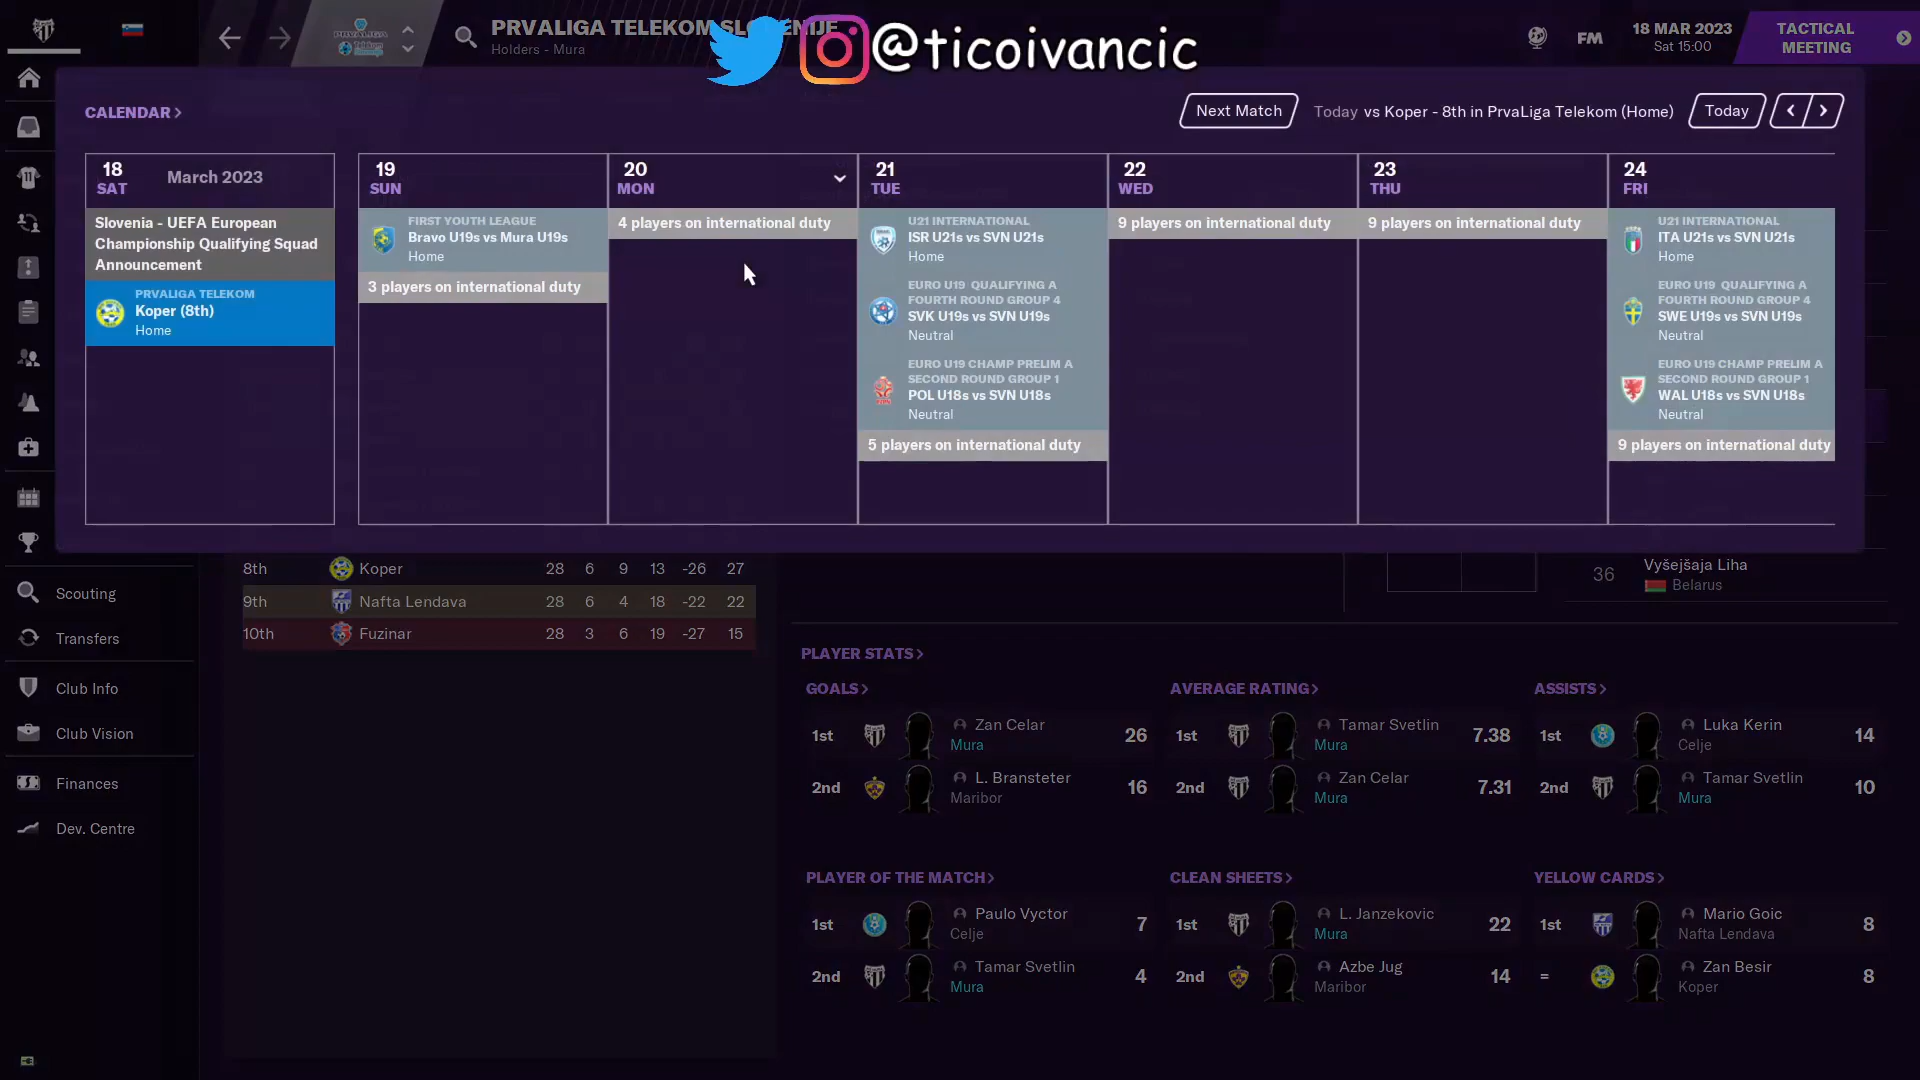 PRVALIGA TELEKOM SLOVENIJE
Holders - Mura
@ticoivancic
FM
18 MAR 2023
Sat 15:00
TACTICAL
MEETING
CALENDAR
Next Match
Today vs Koper - 8th in PrvaLiga Telekom (Home)
Today
18
SAT
March 2023
Slovenia - UEFA European
Championship Qualifying Squad
Announcement
PRVALIGA TELEKOM
Koper (8th)
Home
19
SUN
FIRST YOUTH LEAGUE
Bravo U19s vs Mura U19s
Home
3 players on international duty
20
MON
4 players on international duty
21
TUE
U21 INTERNATIONAL
ISR U21s vs SVN U21s
Home
EURO U19 QUALIFYING A
FOURTH ROUND GROUP 4
SVK U19s vs SVN U19s
Neutral
EURO U19 CHAMP PRELIM A
SECOND ROUND GROUP 1
POL U18s vs SVN U18s
Neutral
5 players on international duty
22
WED
9 players on international duty
23
THU
9 players on international duty
24
FRI
U21 INTERNATIONAL
ITA U21s vs SVN U21s
Home
EURO U19 QUALIFYING A
FOURTH ROUND GROUP 4
SWE U19s vs SVN U19s
Neutral
EURO U19 CHAMP PRELIM A
SECOND ROUND GROUP 1
WAL U18s vs SVN U18s
Neutral
9 players on international duty
Scouting
Transfers
Club Info
Club Vision
Finances
Dev. Centre
8th Koper 28 6 9 13 -26 27
9th Nafta Lendava 28 6 4 18 -22 22
10th Fuzinar 28 3 6 19 -27 15
36
Vyšejšaja Liha
Belarus
PLAYER STATS
GOALS
1st Zan Celar 26
Mura
2nd L. Bransteter 16
Maribor
AVERAGE RATING
1st Tamar Svetlin 7.38
Mura
2nd Zan Celar 7.31
Mura
ASSISTS
1st Luka Kerin 14
Celje
2nd Tamar Svetlin 10
Mura
PLAYER OF THE MATCH
1st Paulo Vyctor 7
Celje
2nd Tamar Svetlin 4
Mura
CLEAN SHEETS
1st L. Janzekovic 22
Mura
2nd Azbe Jug 14
Maribor
YELLOW CARDS
1st Mario Goic 8
Nafta Lendava
= Zan Besir 8
Koper